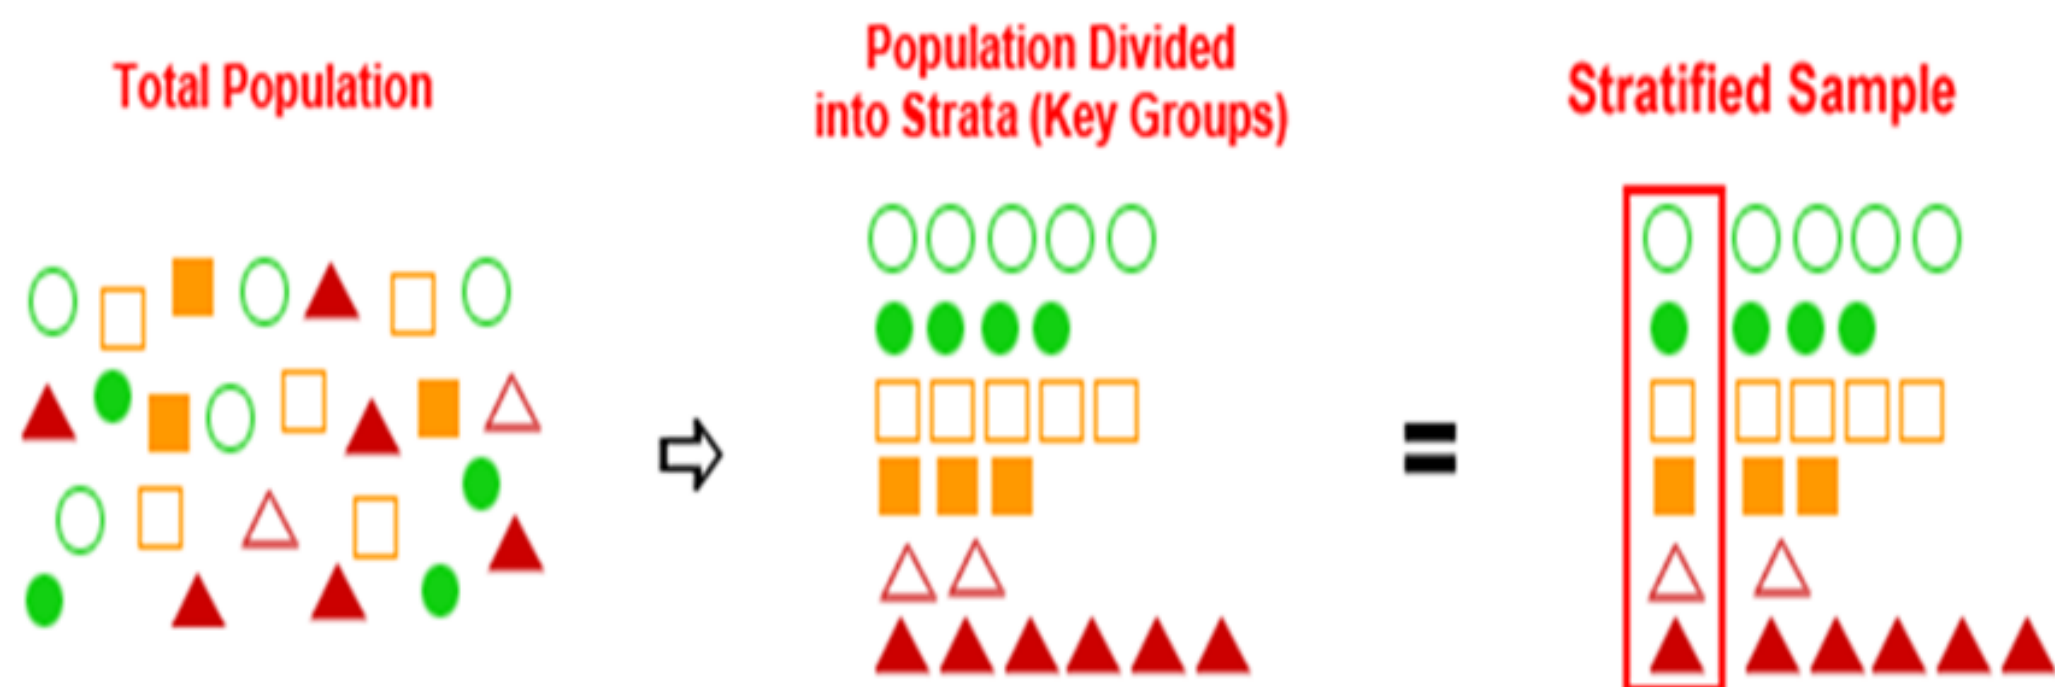 Total Population
Population Divided
into Strata (Key Groups)
Stratified Sample